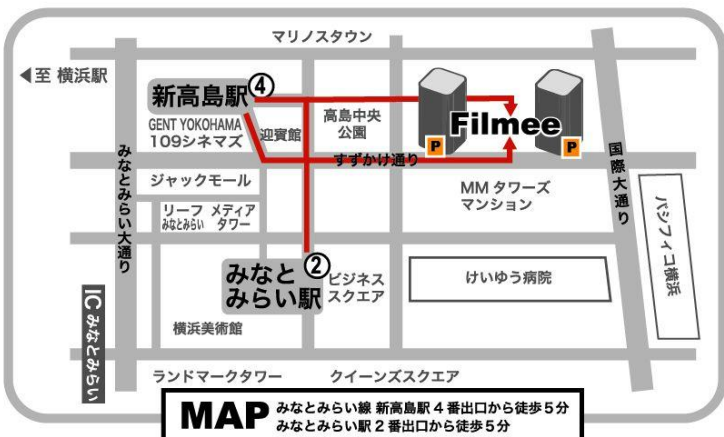 マリノスタウン
◀至 横浜駅
新高島駅④
GENT YOKOHAMA
109シネマズ
迎賓館
高島中央
公園
Filmee
P
P
すずかけ通り
みなとみらい大通り
国際大通り
ジャックモール
MM タワーズ
マンション
リーフ メディア
みなとみらい タワー
パシフィコ横浜
みなと
みらい駅
②
ビジネス
スクエア
けいゆう病院
ICみなとみらい
横浜美術館
ランドマークタワー
クイーンズスクエア
MAP
みなとみらい線 新高島駅4番出口から徒歩5分
みなとみらい駅2番出口から徒歩5分